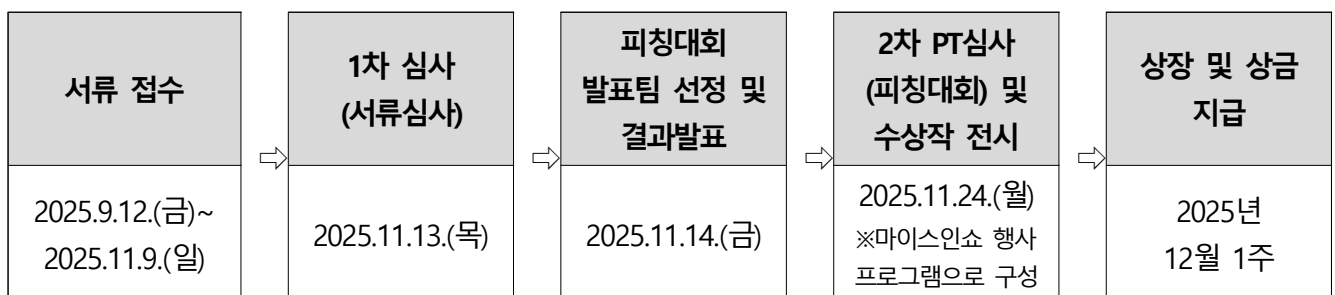 서류 접수
2025.9.12.(금)~
2025.11.9.(일)
⇨
1차 심사
(서류심사)
2025.11.13.(목)
⇨
피칭대회
발표팀 선정 및
결과발표
2025.11.14.(금)
⇨
2차 PT심사
(피칭대회) 및
수상작 전시
2025.11.24.(월)
※마이스인쇼 행사
프로그램으로 구성
⇨
상장 및 상금
지급
2025년
12월 1주